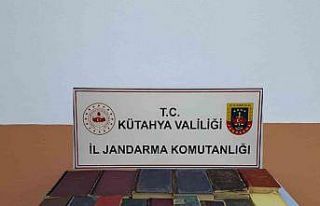 T.C.
KÜTAHYA VALİLİĞİ
İL JANDARMA KOMUTANLIĞI